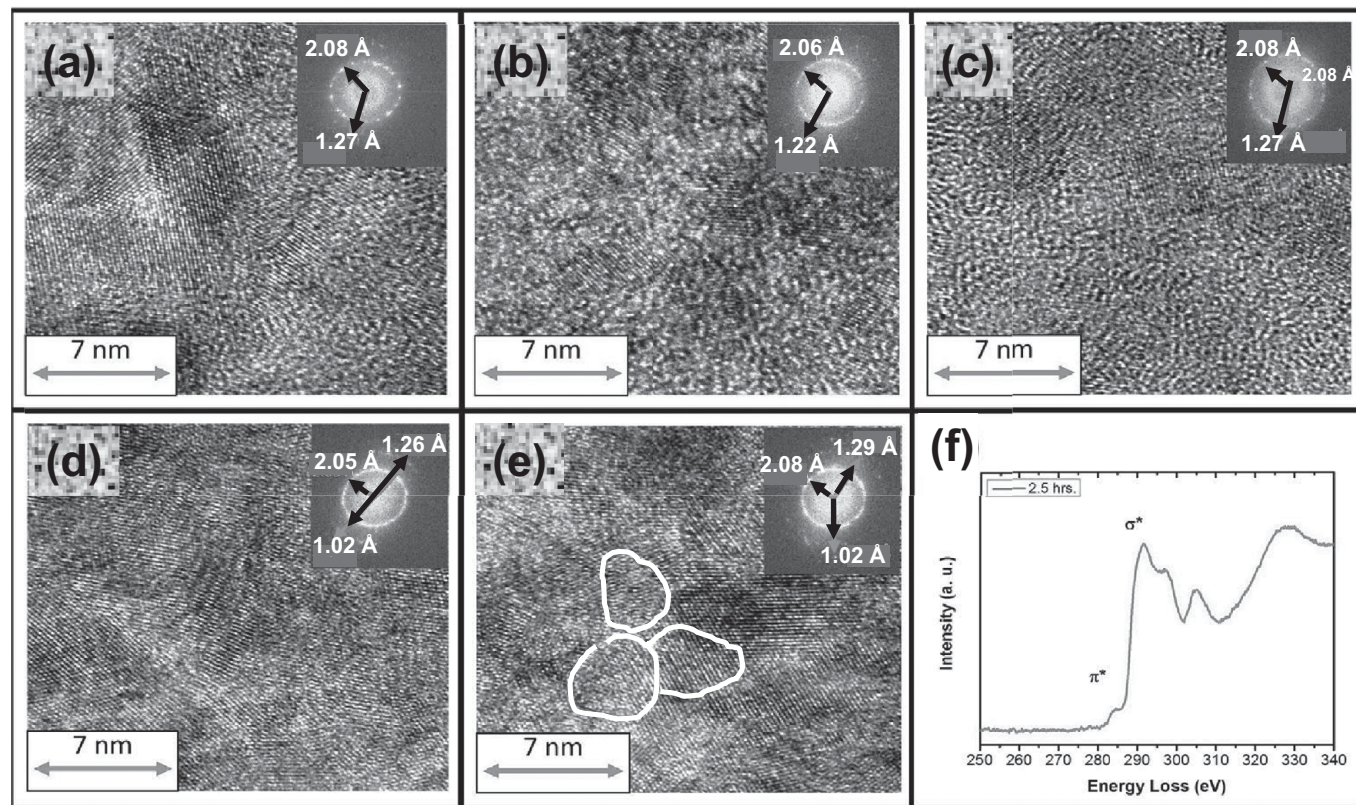 (a)
2.08 Å
1.27 Å
7 nm
(b)
2.06 Å
1.22 Å
7 nm
(c)
2.08 Å
2.08 Å
1.27 Å
7 nm
(d)
1.26 Å
2.05 Å
1.02 Å
7 nm
(e)
1.29 Å
2.08 Å
1.02 Å
7 nm
(f)
2.5 hrs.
σ*
π*
Intensity (a. u.)
250 260 270 280 290 300 310 320 330 340
Energy Loss (eV)